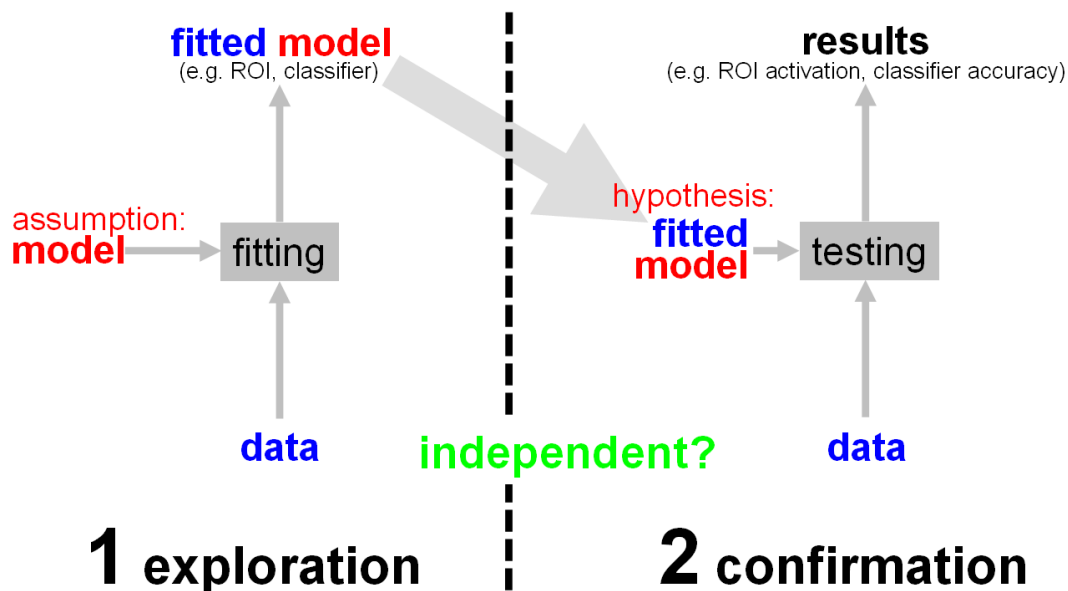 fitted model
(e.g. ROI, classifier)
assumption:
model
fitting
data
1 exploration
independent?
results
(e.g. ROI activation, classifier accuracy)
hypothesis:
fitted
model
testing
data
2 confirmation